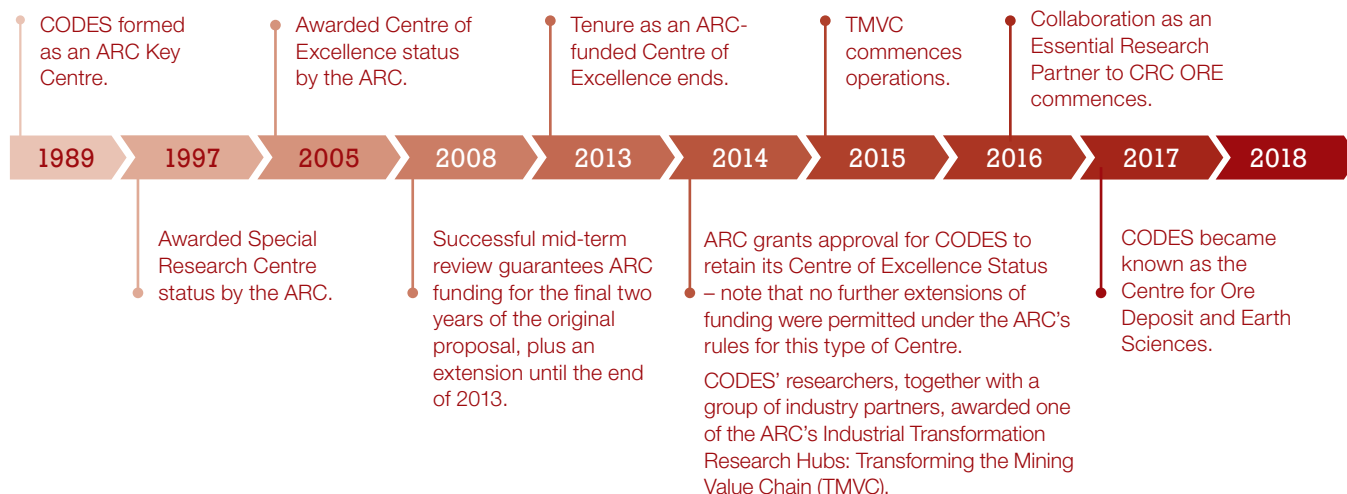 CODES formed
as an ARC Key
Centre.
Awarded Centre of
Excellence status
by the ARC.
Tenure as an ARC-
funded Centre of
Excellence ends.
TMVC
commences
operations.
Collaboration as an
Essential Research
Partner to CRC ORE
commences.
1989 1997 2005 2008 2013 2014 2015 2016 2017 2018
Awarded Special
Research Centre
status by the ARC.
Successful mid-term
review guarantees ARC
funding for the final two
years of the original
proposal, plus an
extension until the end
of 2013.
ARC grants approval for CODES to
retain its Centre of Excellence Status
– note that no further extensions of
funding were permitted under the ARC’s
rules for this type of Centre.
CODES’ researchers, together with a
group of industry partners, awarded one
of the ARC’s Industrial Transformation
Research Hubs: Transforming the Mining
Value Chain (TMVC).
CODES became
known as the
Centre for Ore
Deposit and Earth
Sciences.